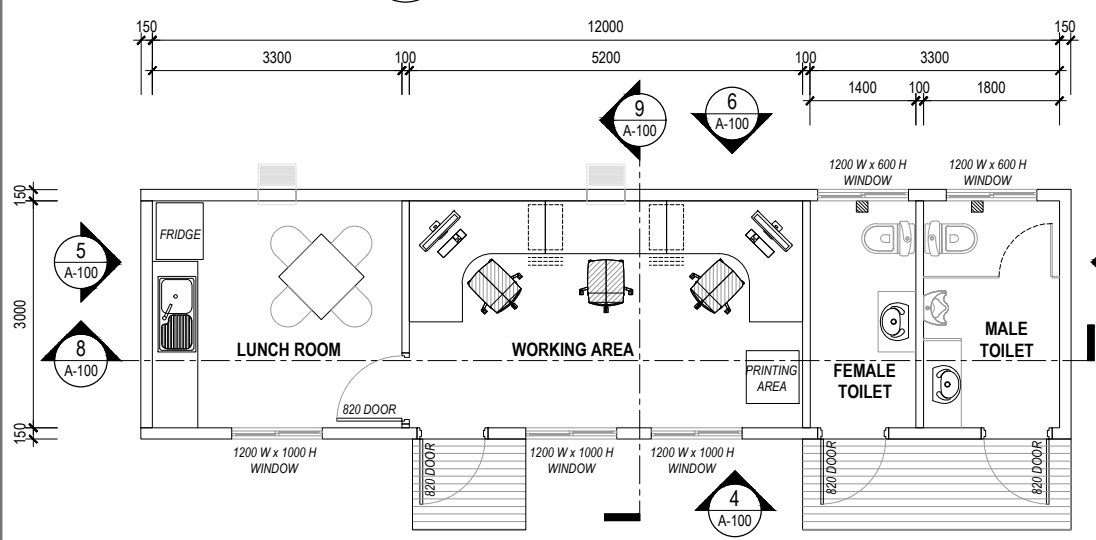 150
12000
150
3300
100
5200
100
3300
1400
100
1800
9
A-100
6
A-100
1200 W x 600 H
WINDOW
1200 W x 600 H
WINDOW
150
3000
150
5
A-100
8
A-100
FRIDGE
LUNCH ROOM
WORKING AREA
PRINTING
AREA
FEMALE
TOILET
MALE
TOILET
820 DOOR
1200 W x 1000 H
WINDOW
820 DOOR
1200 W x 1000 H
WINDOW
1200 W x 1000 H
WINDOW
4
A-100
820 DOOR
820 DOOR